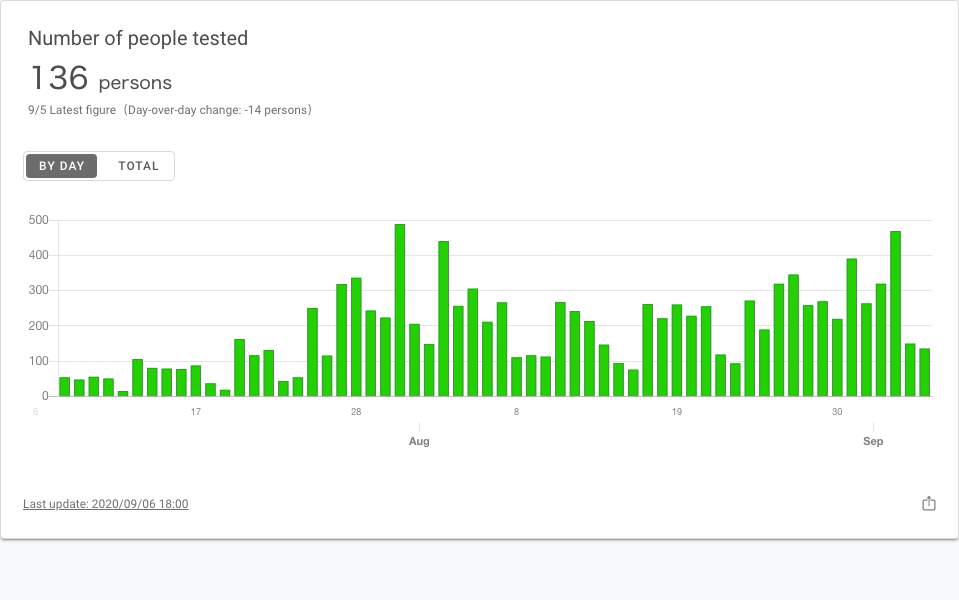 Number of people tested
136 persons
9/5 Latest figure（Day-over-day change: -14 persons）
BY DAY TOTAL
500
400
300
200
100
0
6 17 28 8 19 30
Aug Sep
Last update: 2020/09/06 18:00